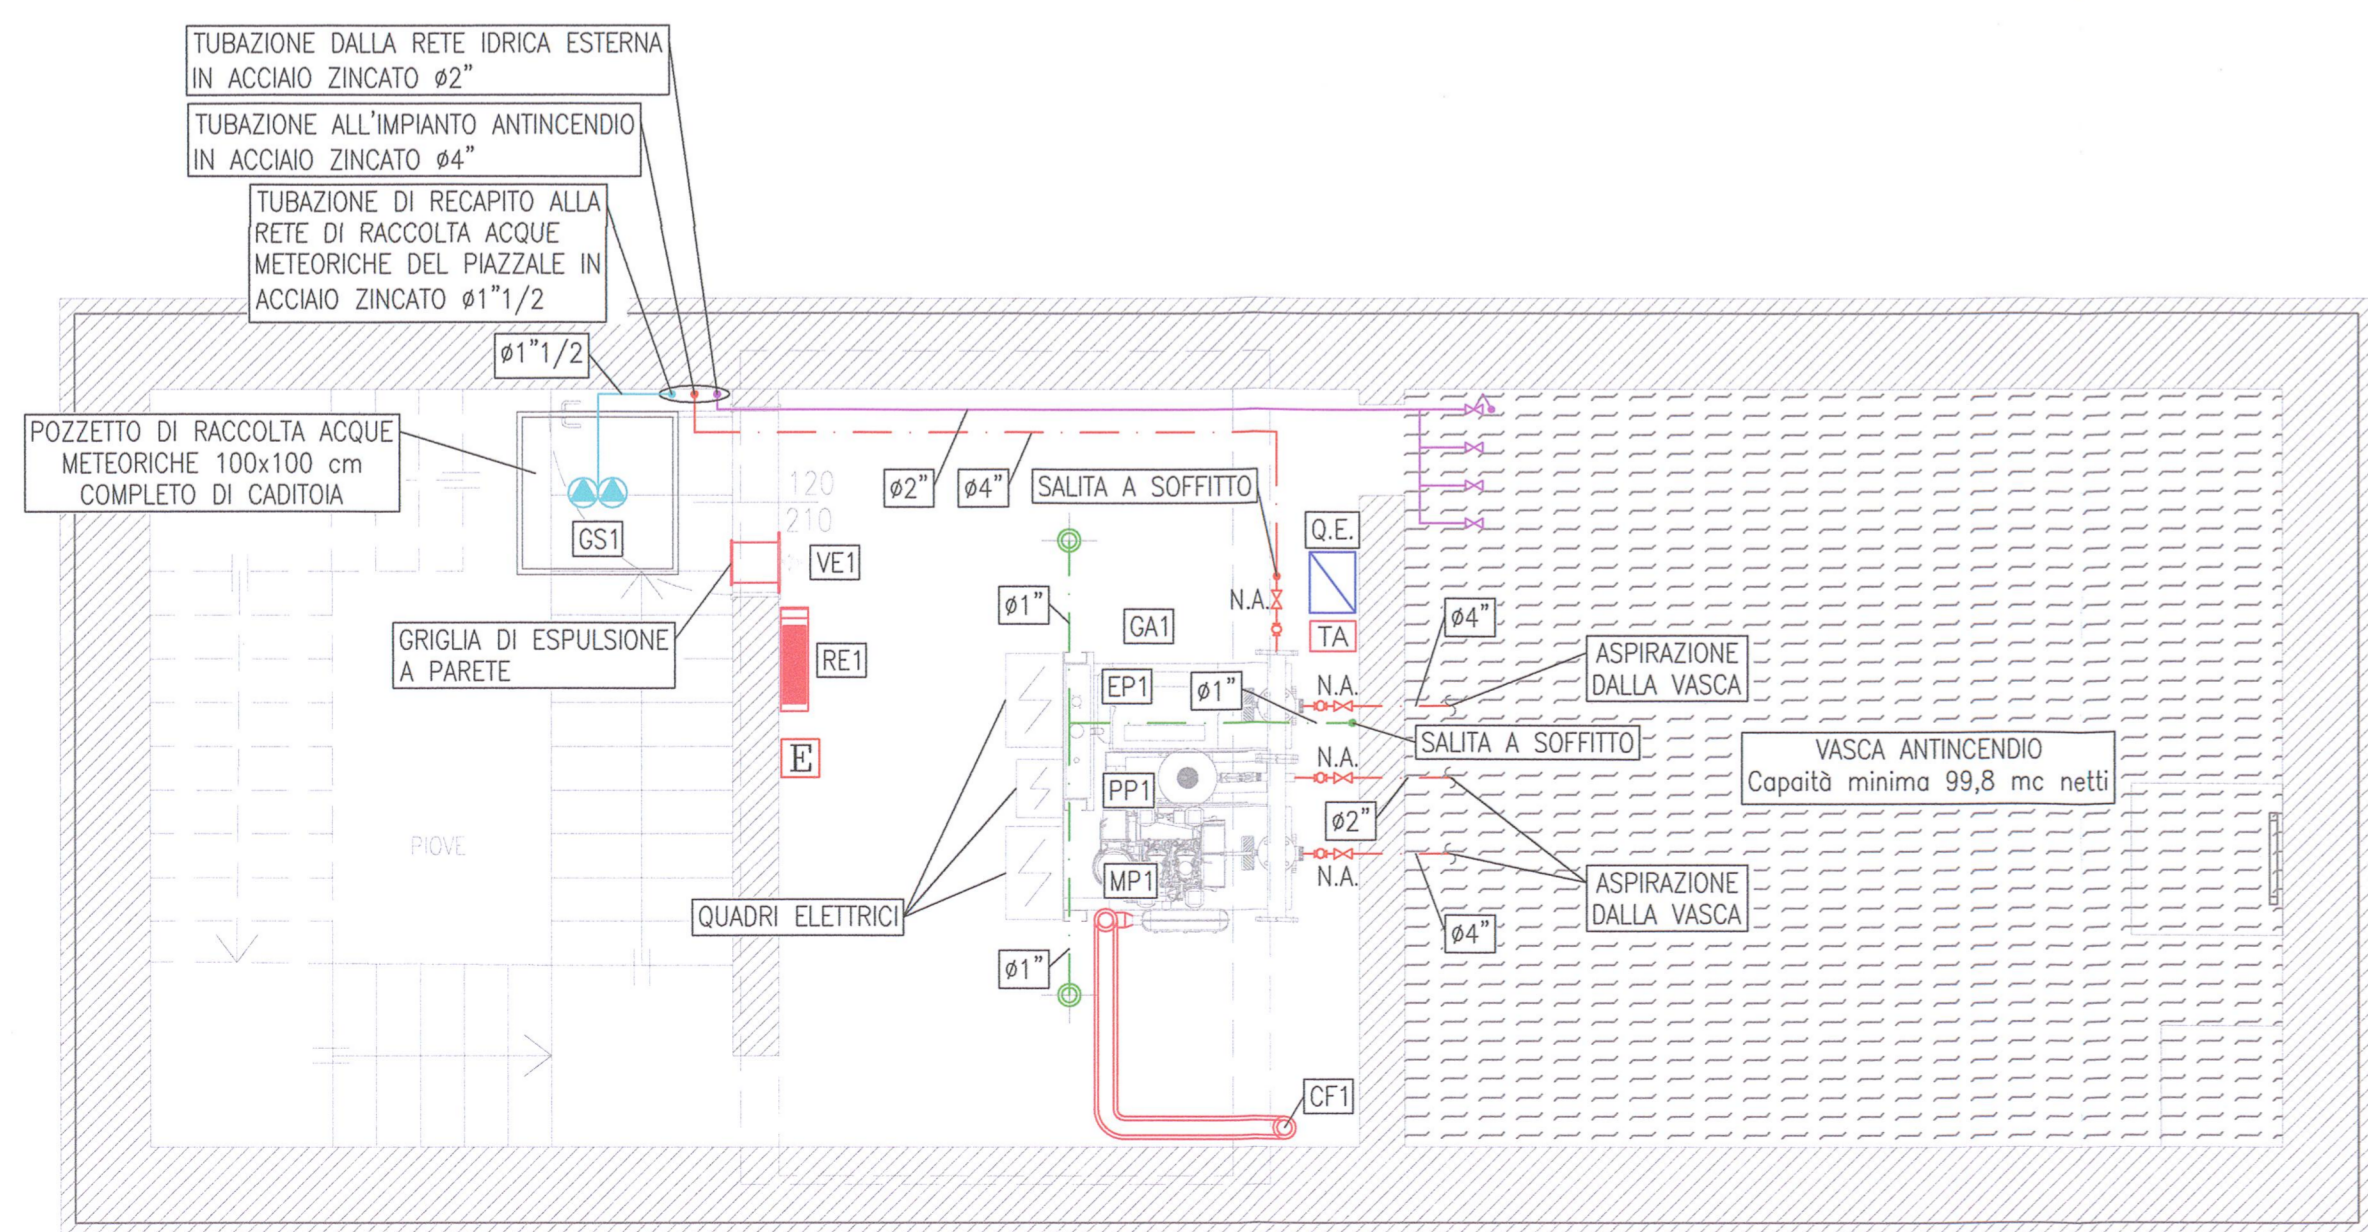 TUBAZIONE DALLA RETE IDRICA ESTERNA
IN ACCIAIO ZINCATO ø2"
TUBAZIONE ALL'IMPIANTO ANTINCENDIO
IN ACCIAIO ZINCATO ø4"
TUBAZIONE DI RECAPITO ALLA
RETE DI RACCOLTA ACQUE
METEORICHE DEL PIAZZALE IN
ACCIAIO ZINCATO ø1"1/2
ø1"1/2
POZZETTO DI RACCOLTA ACQUE
METEORICHE 100x100 cm
COMPLETO DI CADITOIA
GS1
120
210
VE1
GRIGLIA DI ESPULSIONE
A PARETE
RE1
E
PIOVE
ø2"
ø4"
SALITA A SOFFITTO
Q.E.
N.A.
TA
ø1"
GA1
EP1
ø1"
N.A.
ø4"
ASPIRAZIONE
DALLA VASCA
SALITA A SOFFITTO
N.A.
PP1
ø2"
VASCA ANTINCENDIO
Capaità minima 99,8 mc netti
MP1
N.A.
ASPIRAZIONE
DALLA VASCA
ø4"
QUADRI ELETTRICI
ø1"
CF1